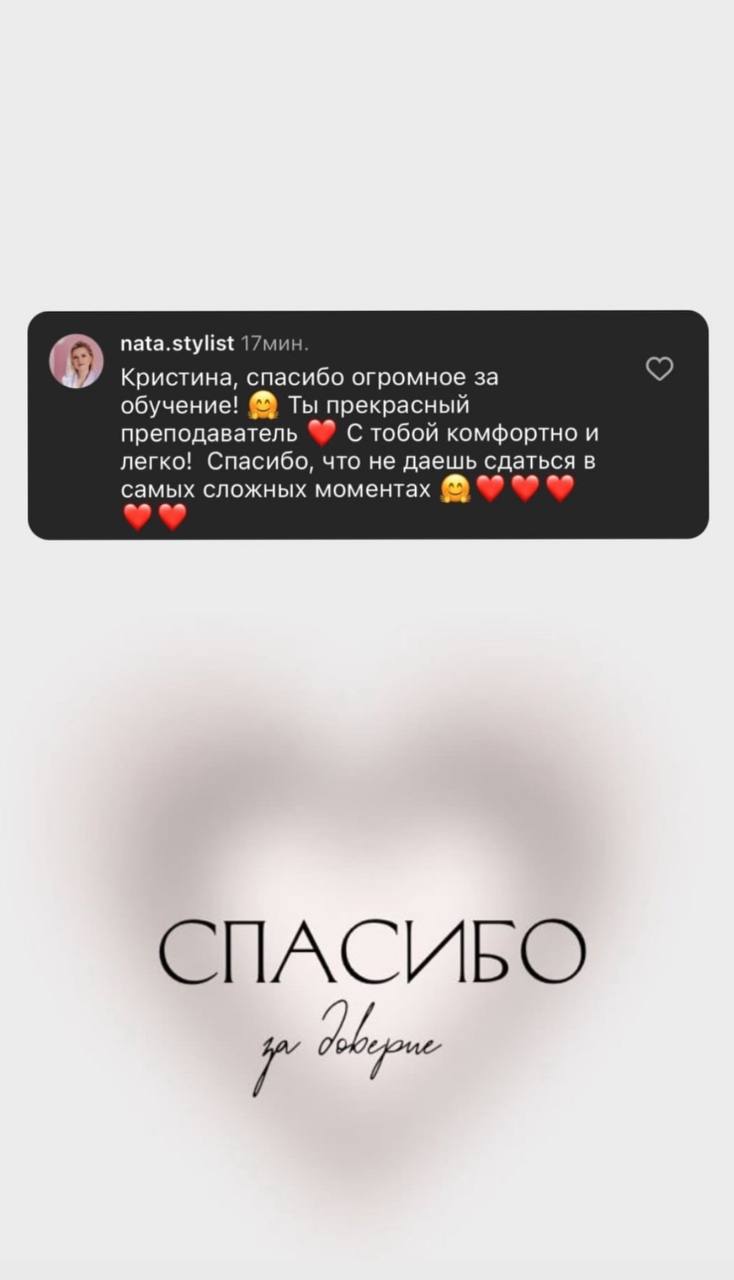 nata.stylist 17мин.
Кристина, спасибо огромное за
обучение! 🤗 Ты прекрасный
преподаватель ❤️ С тобой комфортно и
легко!  Спасибо, что не даешь сдаться в
самых сложных моментах 🤗❤️❤️❤️
❤️❤️
СПАСИБО
за доверие